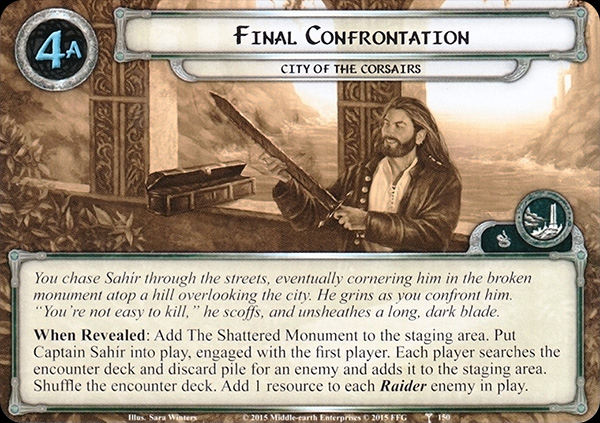 4A
FINAL CONFRONTATION
CITY OF THE CORSAIRS
You chase Sahír through the streets, eventually cornering him in the broken
monument atop a hill overlooking the city. He grins as you confront him.
“You’re not easy to kill,” he scoffs, and unsheathes a long, dark blade.
When Revealed: Add The Shattered Monument to the staging area. Put
Captain Sahír into play, engaged with the first player. Each player searches the
encounter deck and discard pile for an enemy and adds it to the staging area.
Shuffle the encounter deck. Add 1 resource to each Raider enemy in play.
Illus. Sara Winters © 2015 Middle-earth Enterprises © 2015 FFG 150